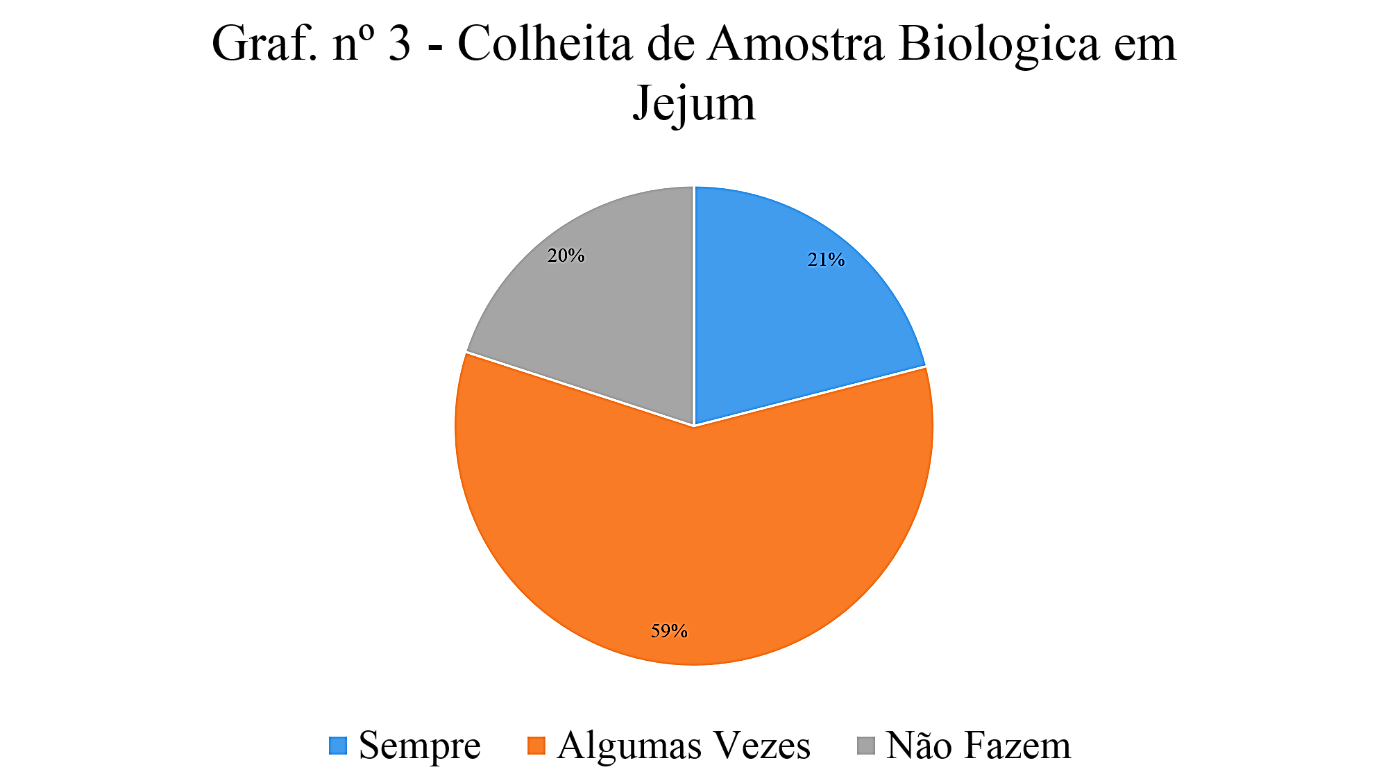 Graf. nº 3 - Colheita de Amostra Biologica em
Jejum
20%
21%
59%
Sempre
Algumas Vezes
Não Fazem